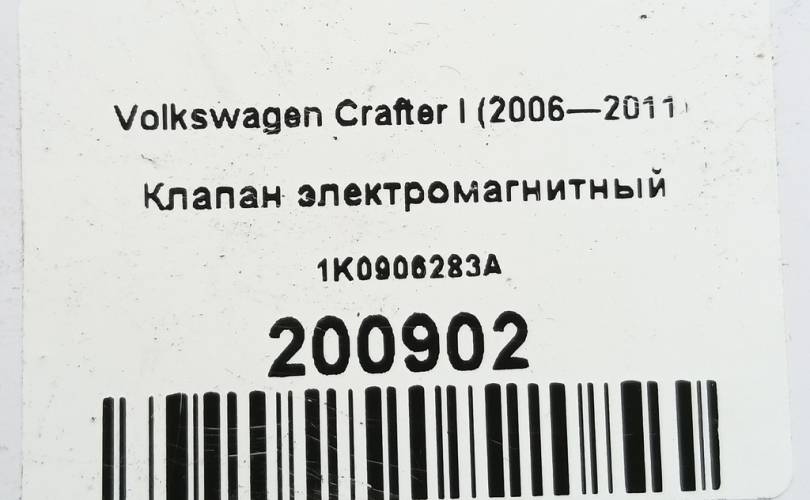 Volkswagen Crafter I (2006—2011)
Клапан электромагнитный
1K0906283A
200902